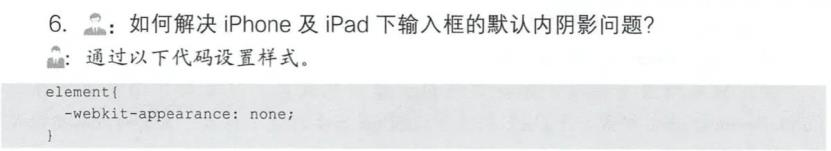 6. ：如何解决 iPhone 及 iPad 下输入框的默认内阴影问题？
：通过以下代码设置样式。
element{
  -webkit-appearance: none;
}